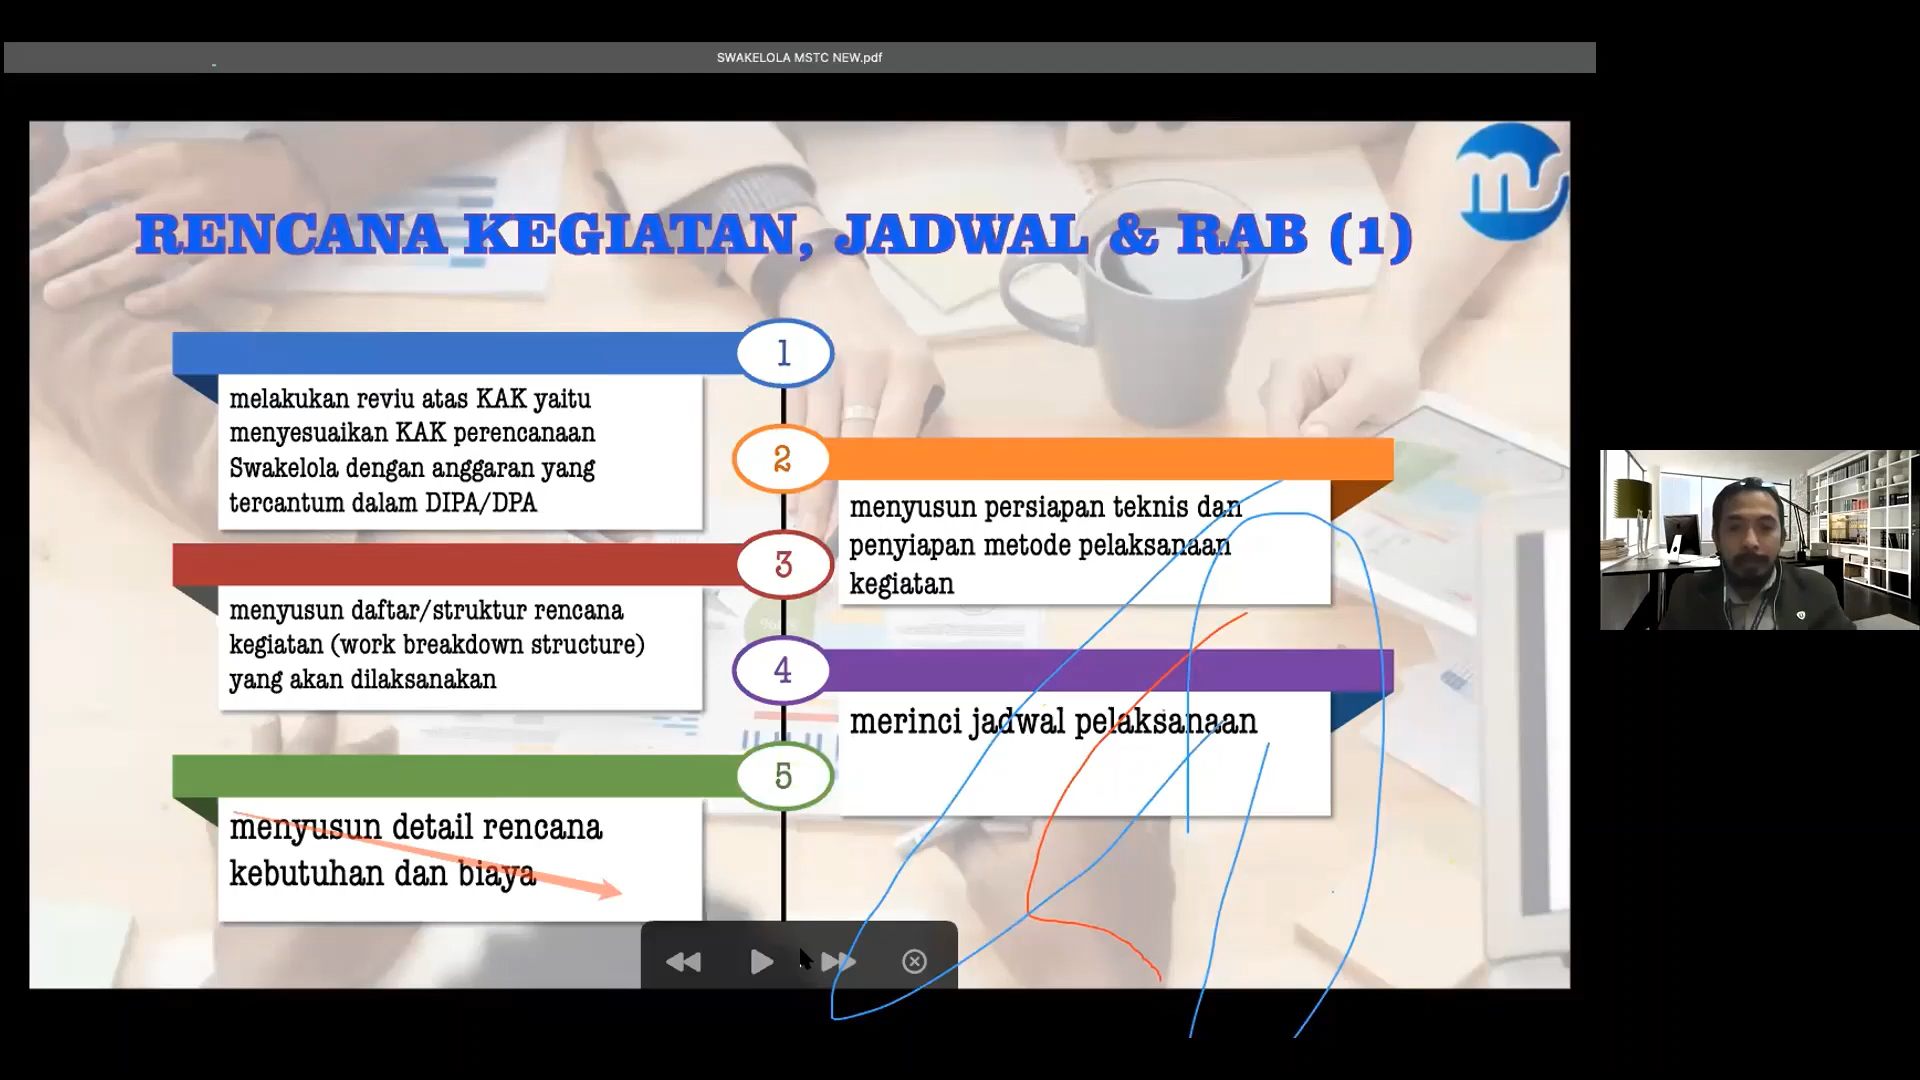 SWAKELOLA MSTC NEW.pdf
ms
RENCANA KEGIATAN, JADWAL & RAB (1)
1
melakukan reviu atas KAK yaitu
menyesuaikan KAK perencanaan
Swakelola dengan anggaran yang
tercantum dalam DIPA/DPA
2
menyusun persiapan teknis dan
penyiapan metode pelaksanaan
kegiatan
3
menyusun daftar/struktur rencana
kegiatan (work breakdown structure)
yang akan dilaksanakan
4
merinci jadwal pelaksanaan
5
menyusun detail rencana
kebutuhan dan biaya